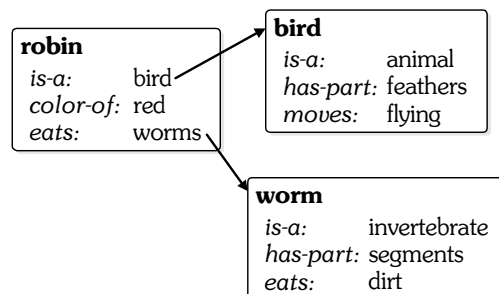 robin
is-a: bird
color-of: red
eats: worms
bird
is-a: animal
has-part: feathers
moves: flying
worm
is-a: invertebrate
has-part: segments
eats: dirt